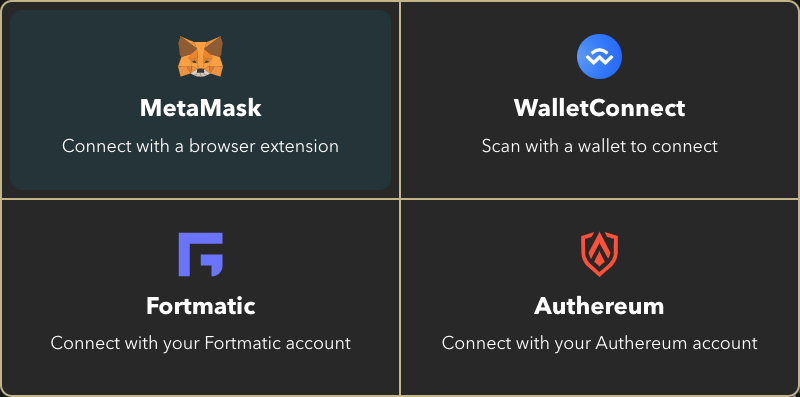 MetaMask
Connect with a browser extension
WalletConnect
Scan with a wallet to connect
Fortmatic
Connect with your Fortmatic account
Authereum
Connect with your Authereum account